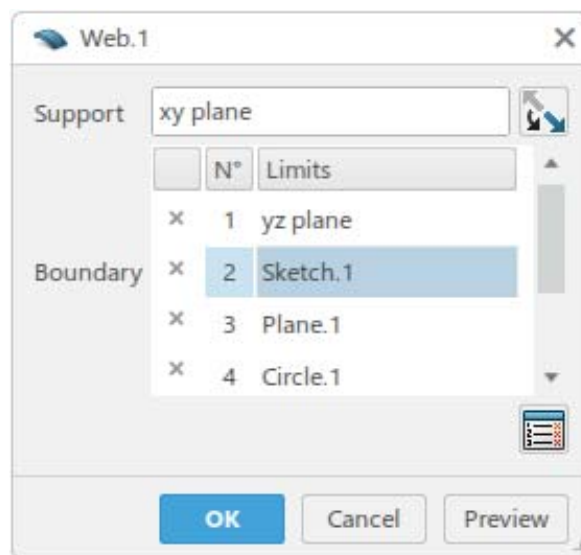 Web.1
Support xy plane
N° Limits
1 yz plane
Boundary 2 Sketch.1
3 Plane.1
4 Circle.1
OK Cancel Preview